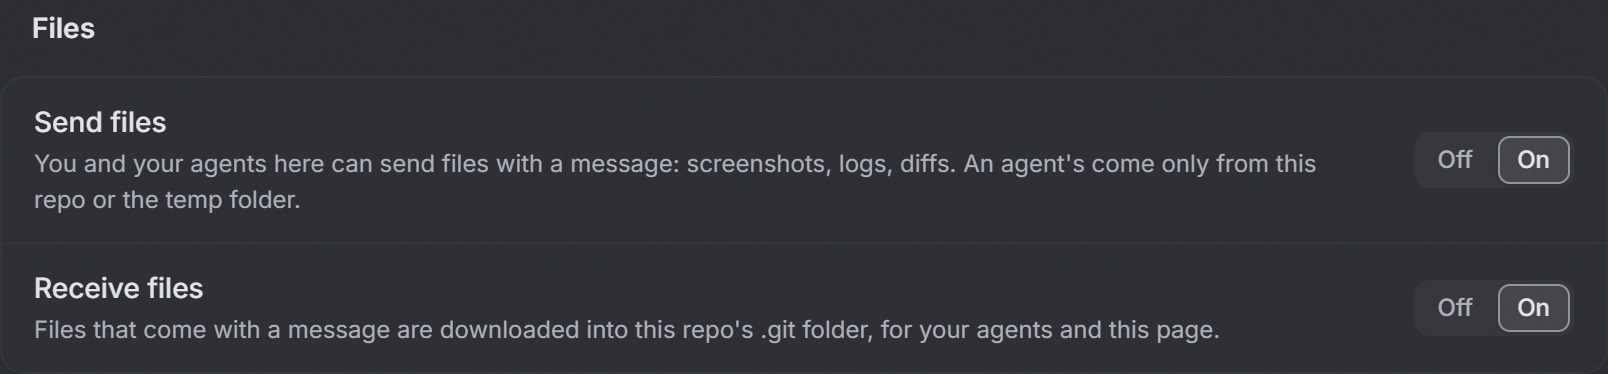 Files
Send files
You and your agents here can send files with a message: screenshots, logs, diffs. An agent's come only from this
repo or the temp folder.
Off On
Receive files
Files that come with a message are downloaded into this repo's .git folder, for your agents and this page.
Off On